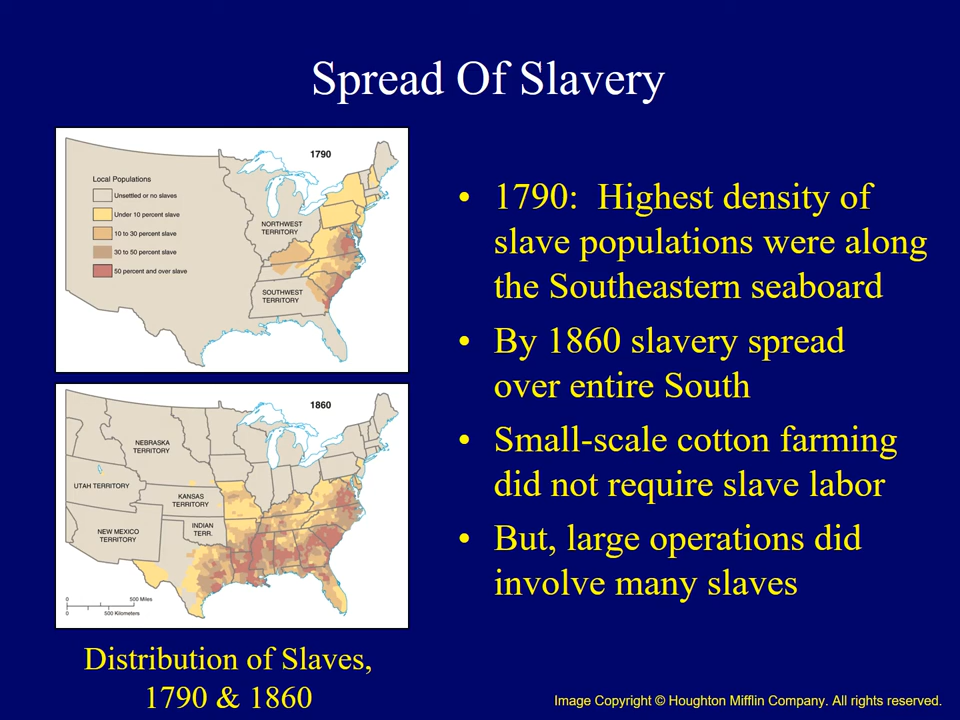 Spread Of Slavery
1790
Local Populations
Unsettled or no slaves
Under 10 percent slave
10 to 30 percent slave
30 to 50 percent slave
50 percent and over slave
NORTHWEST
TERRITORY
SOUTHWEST
TERRITORY
1860
NEBRASKA
TERRITORY
UTAH TERRITORY
KANSAS
TERRITORY
INDIAN
TERR.
NEW MEXICO
TERRITORY
0 500 Miles
0 500 Kilometers
Distribution of Slaves,
1790 & 1860
• 1790: Highest density of
slave populations were along
the Southeastern seaboard
• By 1860 slavery spread
over entire South
• Small-scale cotton farming
did not require slave labor
• But, large operations did
involve many slaves
Image Copyright © Houghton Mifflin Company. All rights reserved.